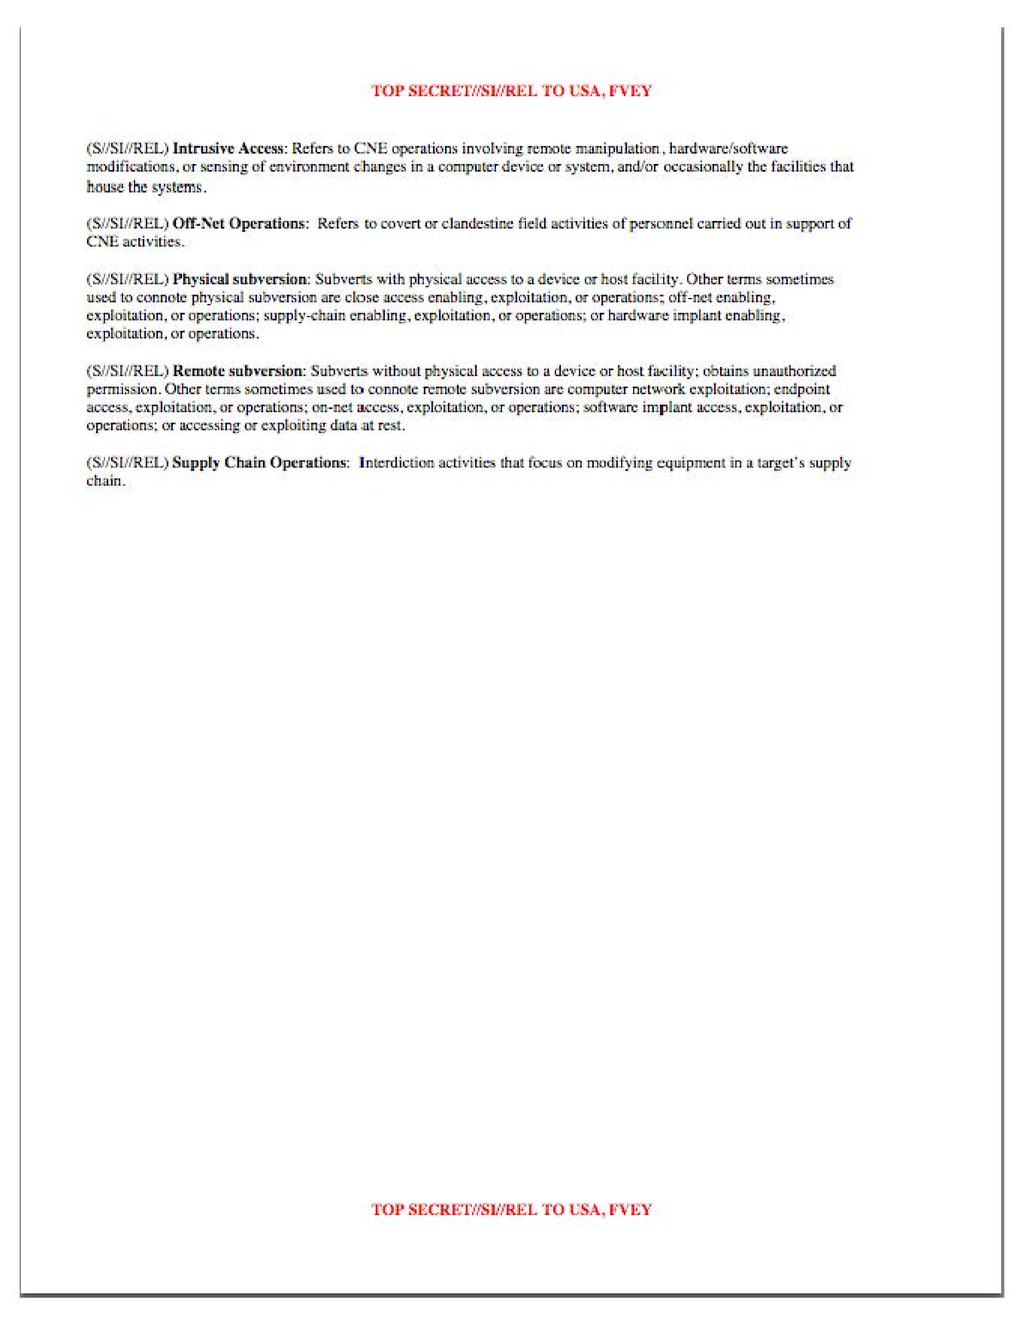 TOP SECRET//SI//REL TO USA, FVEY
(S//SI//REL) Intrusive Access: Refers to CNE operations involving remote manipulation, hardware/software
modifications, or sensing of environment changes in a computer device or system, and/or occasionally the facilities that
house the systems.
(S//SI//REL) Off-Net Operations: Refers to covert or clandestine field activities of personnel carried out in support of
CNE activities.
(S//SI//REL) Physical subversion: Subverts with physical access to a device or host facility. Other terms sometimes
used to connote physical subversion are close access enabling, exploitation, or operations; off-net enabling,
exploitation, or operations; supply-chain enabling, exploitation, or operations; or hardware implant enabling,
exploitation, or operations.
(S//SI//REL) Remote subversion: Subverts without physical access to a device or host facility; obtains unauthorized
permission. Other terms sometimes used to connote remote subversion are computer network exploitation; endpoint
access, exploitation, or operations; on-net access, exploitation, or operations; software implant access, exploitation, or
operations; or accessing or exploiting data at rest.
(S//SI//REL) Supply Chain Operations: Interdiction activities that focus on modifying equipment in a target's supply
chain.
TOP SECRET//SI//REL TO USA, FVEY